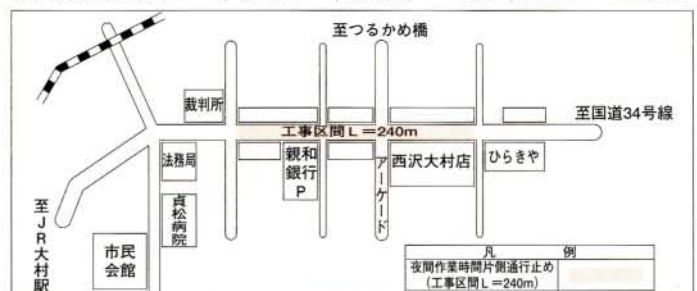 至つるかめ橋
裁判所
至国道34号線
工事区間L=240m
法務局
親和銀行P
アーケード
西沢大村店
ひらきや
貞松病院
至JR大村駅
市民会館
凡例
夜間作業時間片側通行止め
(工事区間L=240m)